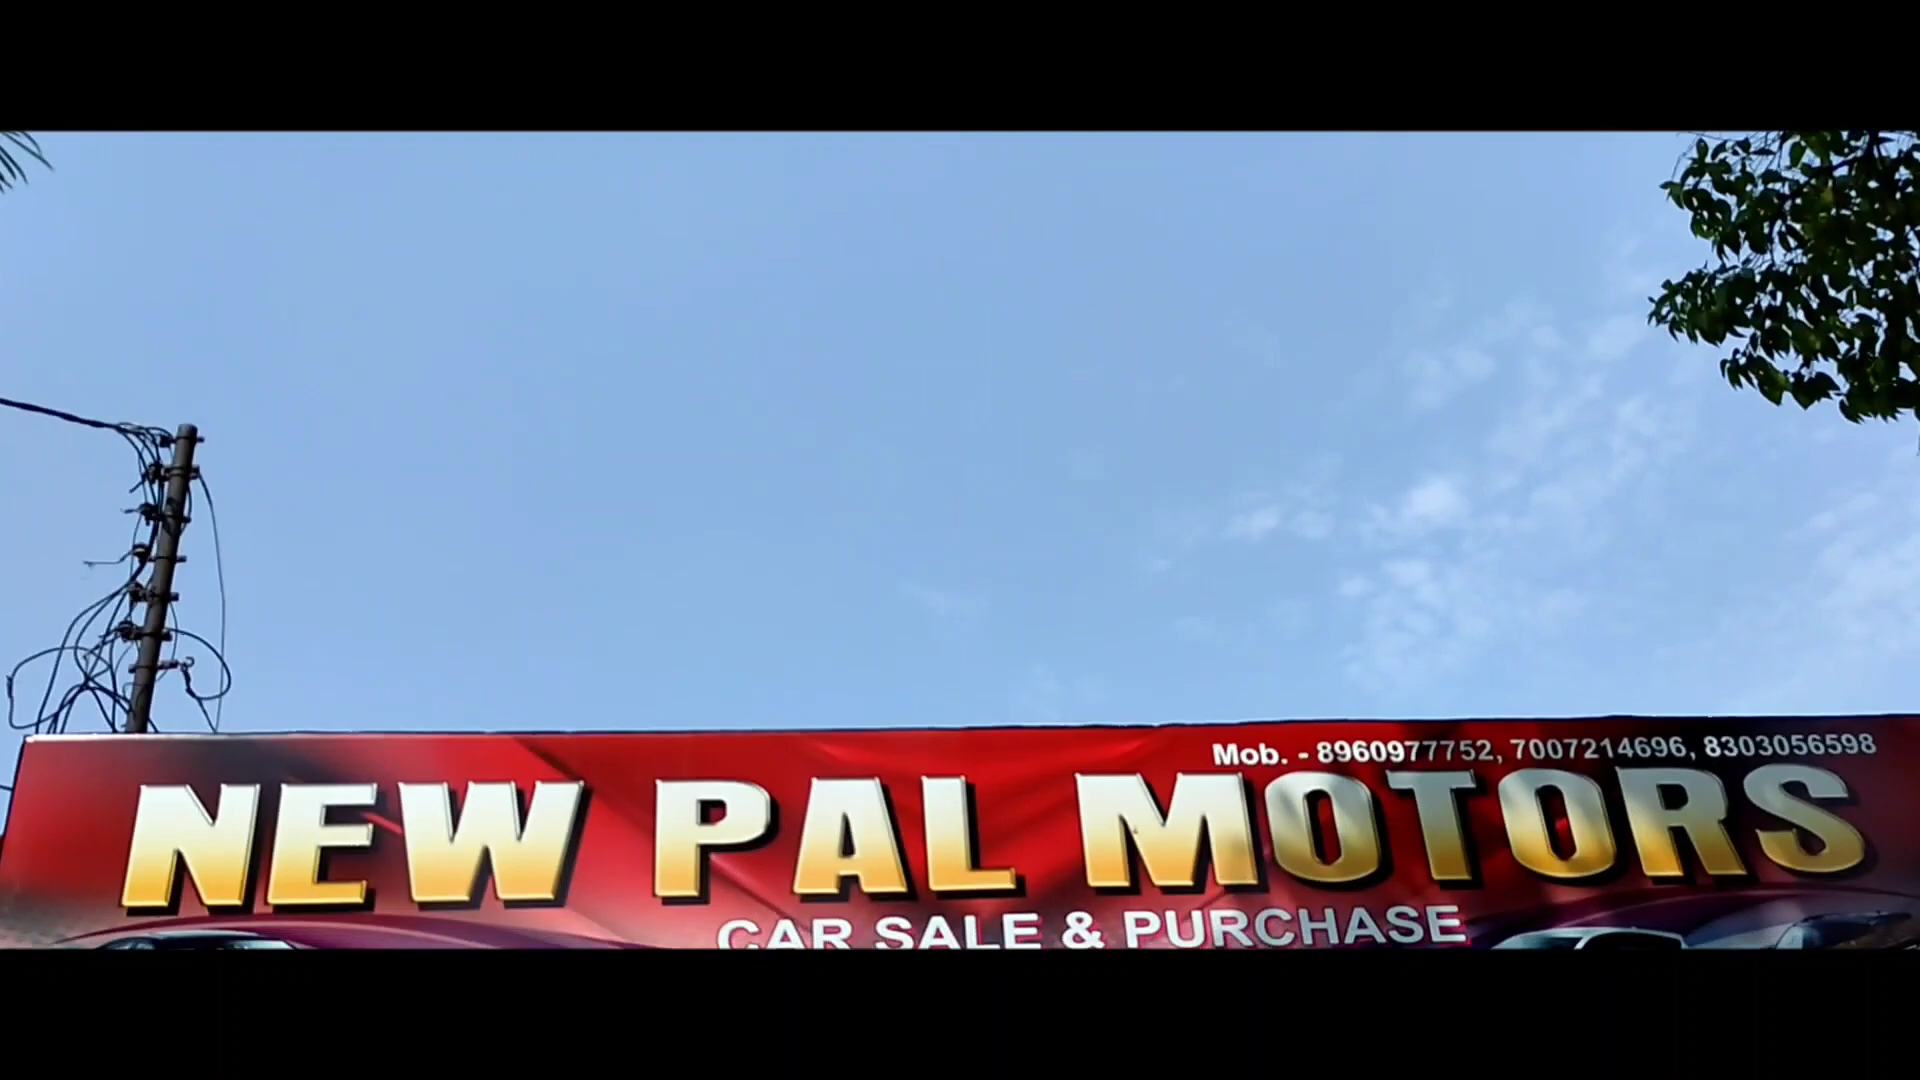 Mob. - 8960977752, 7007214696, 8303056598
NEW PAL MOTORS
CAR SALE & PURCHASE